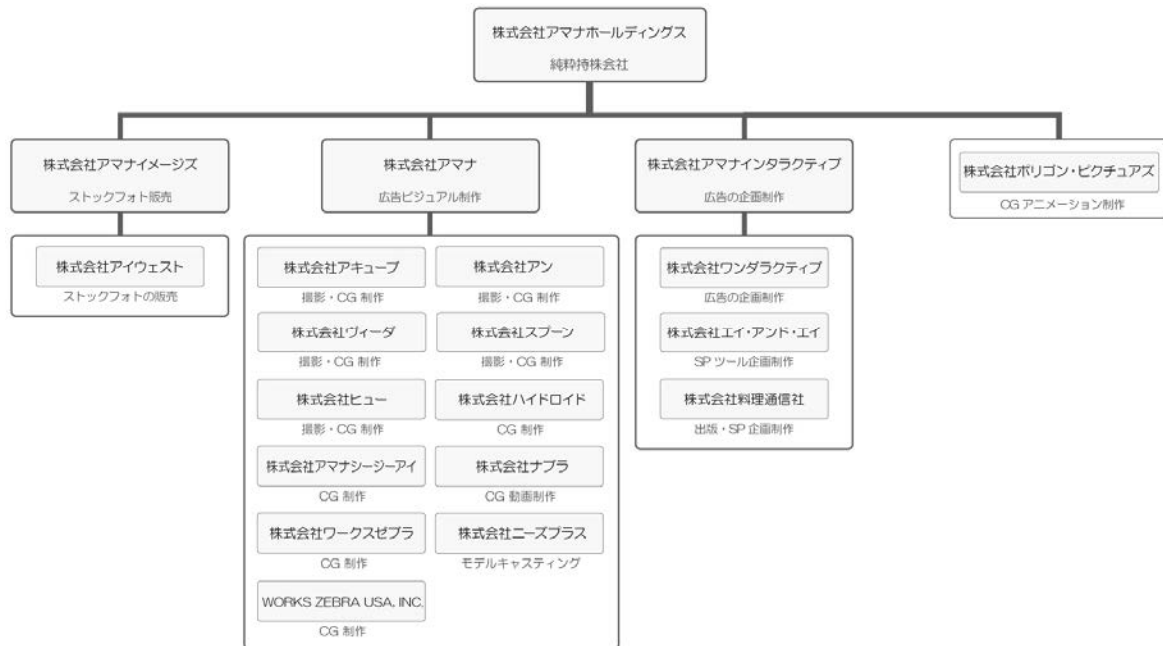 株式会社アマナホールディングス
純粋持株会社
株式会社アマナイメージズ
ストックフォト販売
株式会社アマナ
広告ビジュアル制作
株式会社アマナインタラクティブ
広告の企画制作
株式会社ポリゴン・ピクチュアズ
CG アニメーション制作
株式会社アイウェスト
ストックフォトの販売
株式会社アキューブ
撮影・CG 制作
株式会社アン
撮影・CG 制作
株式会社ヴィーダ
撮影・CG 制作
株式会社スプーン
撮影・CG 制作
株式会社ヒュー
撮影・CG 制作
株式会社ハイドロイド
CG 制作
株式会社アマナシージーアイ
CG 制作
株式会社ナブラ
CG 動画制作
株式会社ワークスゼブラ
CG 制作
株式会社ニーズプラス
モデルキャスティング
WORKS ZEBRA USA, INC.
CG 制作
株式会社ワンダラクティブ
広告の企画制作
株式会社エイ・アンド・エイ
SP ツール企画制作
株式会社料理通信社
出版・SP 企画制作